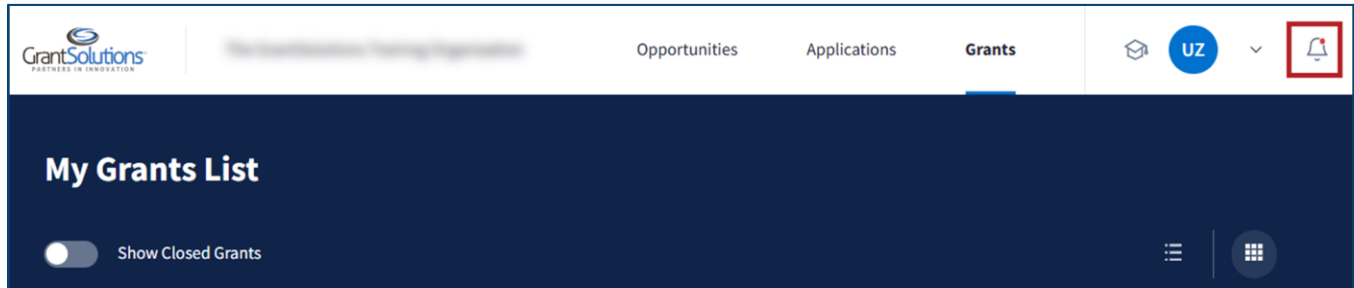 GrantSolutions
PARTNERS IN INNOVATION
Opportunities
Applications
Grants
UZ
My Grants List
Show Closed Grants